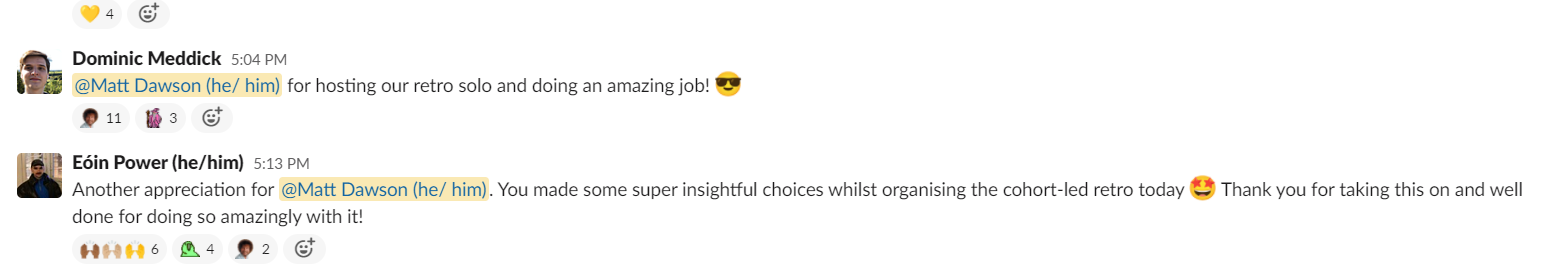 4
Dominic Meddick 5:04 PM
@Matt Dawson (he/ him) for hosting our retro solo and doing an amazing job! 😎
11 3
Eóin Power (he/him) 5:13 PM
Another appreciation for @Matt Dawson (he/ him). You made some super insightful choices whilst organising the cohort-led retro today 🤩 Thank you for taking this on and well
done for doing so amazingly with it!
6 4 2